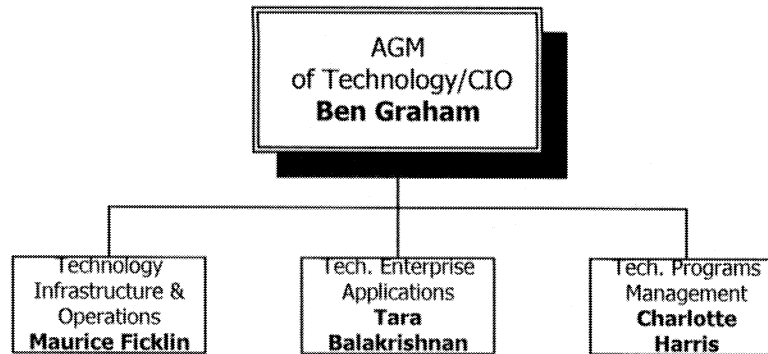 AGM
of Technology/CIO
Ben Graham
Technology
Infrastructure &
Operations
Maurice Ficklin
Tech. Enterprise
Applications
Tara
Balakrishnan
Tech. Programs
Management
Charlotte
Harris